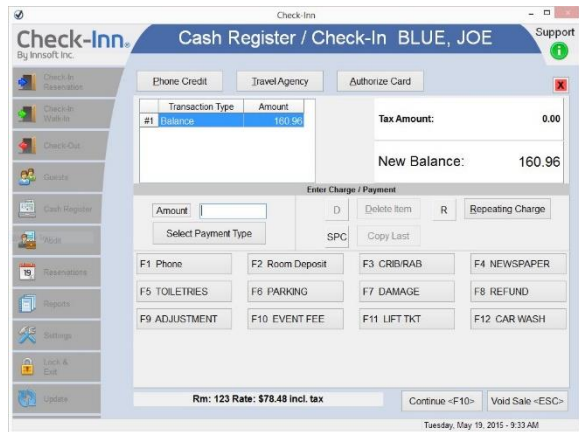 Check-Inn
Check-Inn®
By Innsoft Inc.
Cash Register / Check-In BLUE, JOE
Support
Check-In
Reservation
Check-In
Walk-In
Check-Out
Guests
Cash Register
Mods
Reservations
Reports
Settings
Lock &
Exit
Update
Phone Credit
Travel Agency
Authorize Card
X
Transaction Type Amount
#1 Balance 160.96
Tax Amount: 0.00
New Balance: 160.96
Enter Charge / Payment
Amount
D
Delete Item
R
Repeating Charge
Select Payment Type
SPC
Copy Last
F1 Phone
F2 Room Deposit
F3 CRIB/RAB
F4 NEWSPAPER
F5 TOILETRIES
F6 PARKING
F7 DAMAGE
F8 REFUND
F9 ADJUSTMENT
F10 EVENT FEE
F11 LIFT TKT
F12 CAR WASH
Rm: 123 Rate: $78.48 incl. tax
Continue <F10>
Void Sale <ESC>
Tuesday, May 19, 2015 - 9:33 AM
19